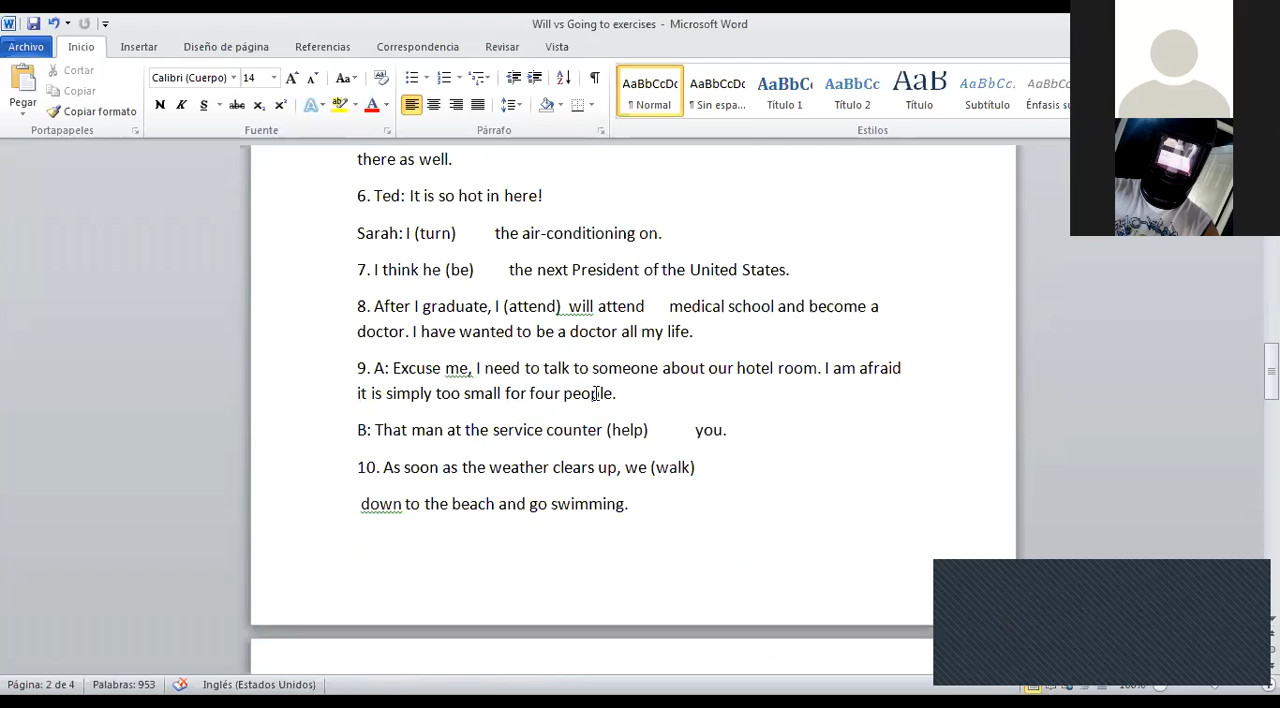 Will vs Going to exercises - Microsoft Word
Archivo Inicio Insertar Diseño de página Referencias Correspondencia Revisar Vista
Pegar
Cortar
Copiar
Copiar formato
Portapapeles
Calibri (Cuerpo) 14
Fuente
Párrafo
AaBbCcDc AaBbCcDc AaBbC AaBbCc AaB AaBbCc. AaBbCcDc
¶ Normal ¶ Sin espa... Título 1 Título 2 Título Subtítulo Énfasis su
Estilos
there as well.
6. Ted: It is so hot in here!
Sarah: I (turn) the air-conditioning on.
7. I think he (be) the next President of the United States.
8. After I graduate, I (attend) will attend medical school and become a
doctor. I have wanted to be a doctor all my life.
9. A: Excuse me, I need to talk to someone about our hotel room. I am afraid
it is simply too small for four people.
B: That man at the service counter (help) you.
10. As soon as the weather clears up, we (walk)
down to the beach and go swimming.
Página: 2 de 4 Palabras: 953 Inglés (Estados Unidos)